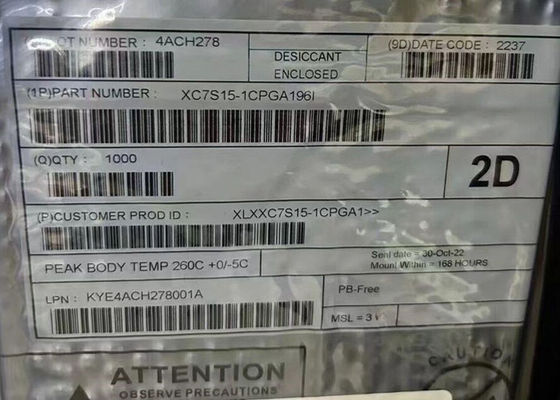 OT NUMBER : 4ACH278
DESICCANT
ENCLOSED
(9D)DATE CODE : 2237
(1P)PART NUMBER : XC7S15-1CPGA196I
(Q)QTY : 1000
2D
(P)CUSTOMER PROD ID : XLXXC7S15-1CPGA1>>
PEAK BODY TEMP 260C +0/-5C
Seal date = 30-Oct-22
Mount Within = 168 HOURS
LPN : KYE4ACH278001A
PB-Free
MSL = 3
ATTENTION
OBSERVE PRECAUTIONS
CAUTION